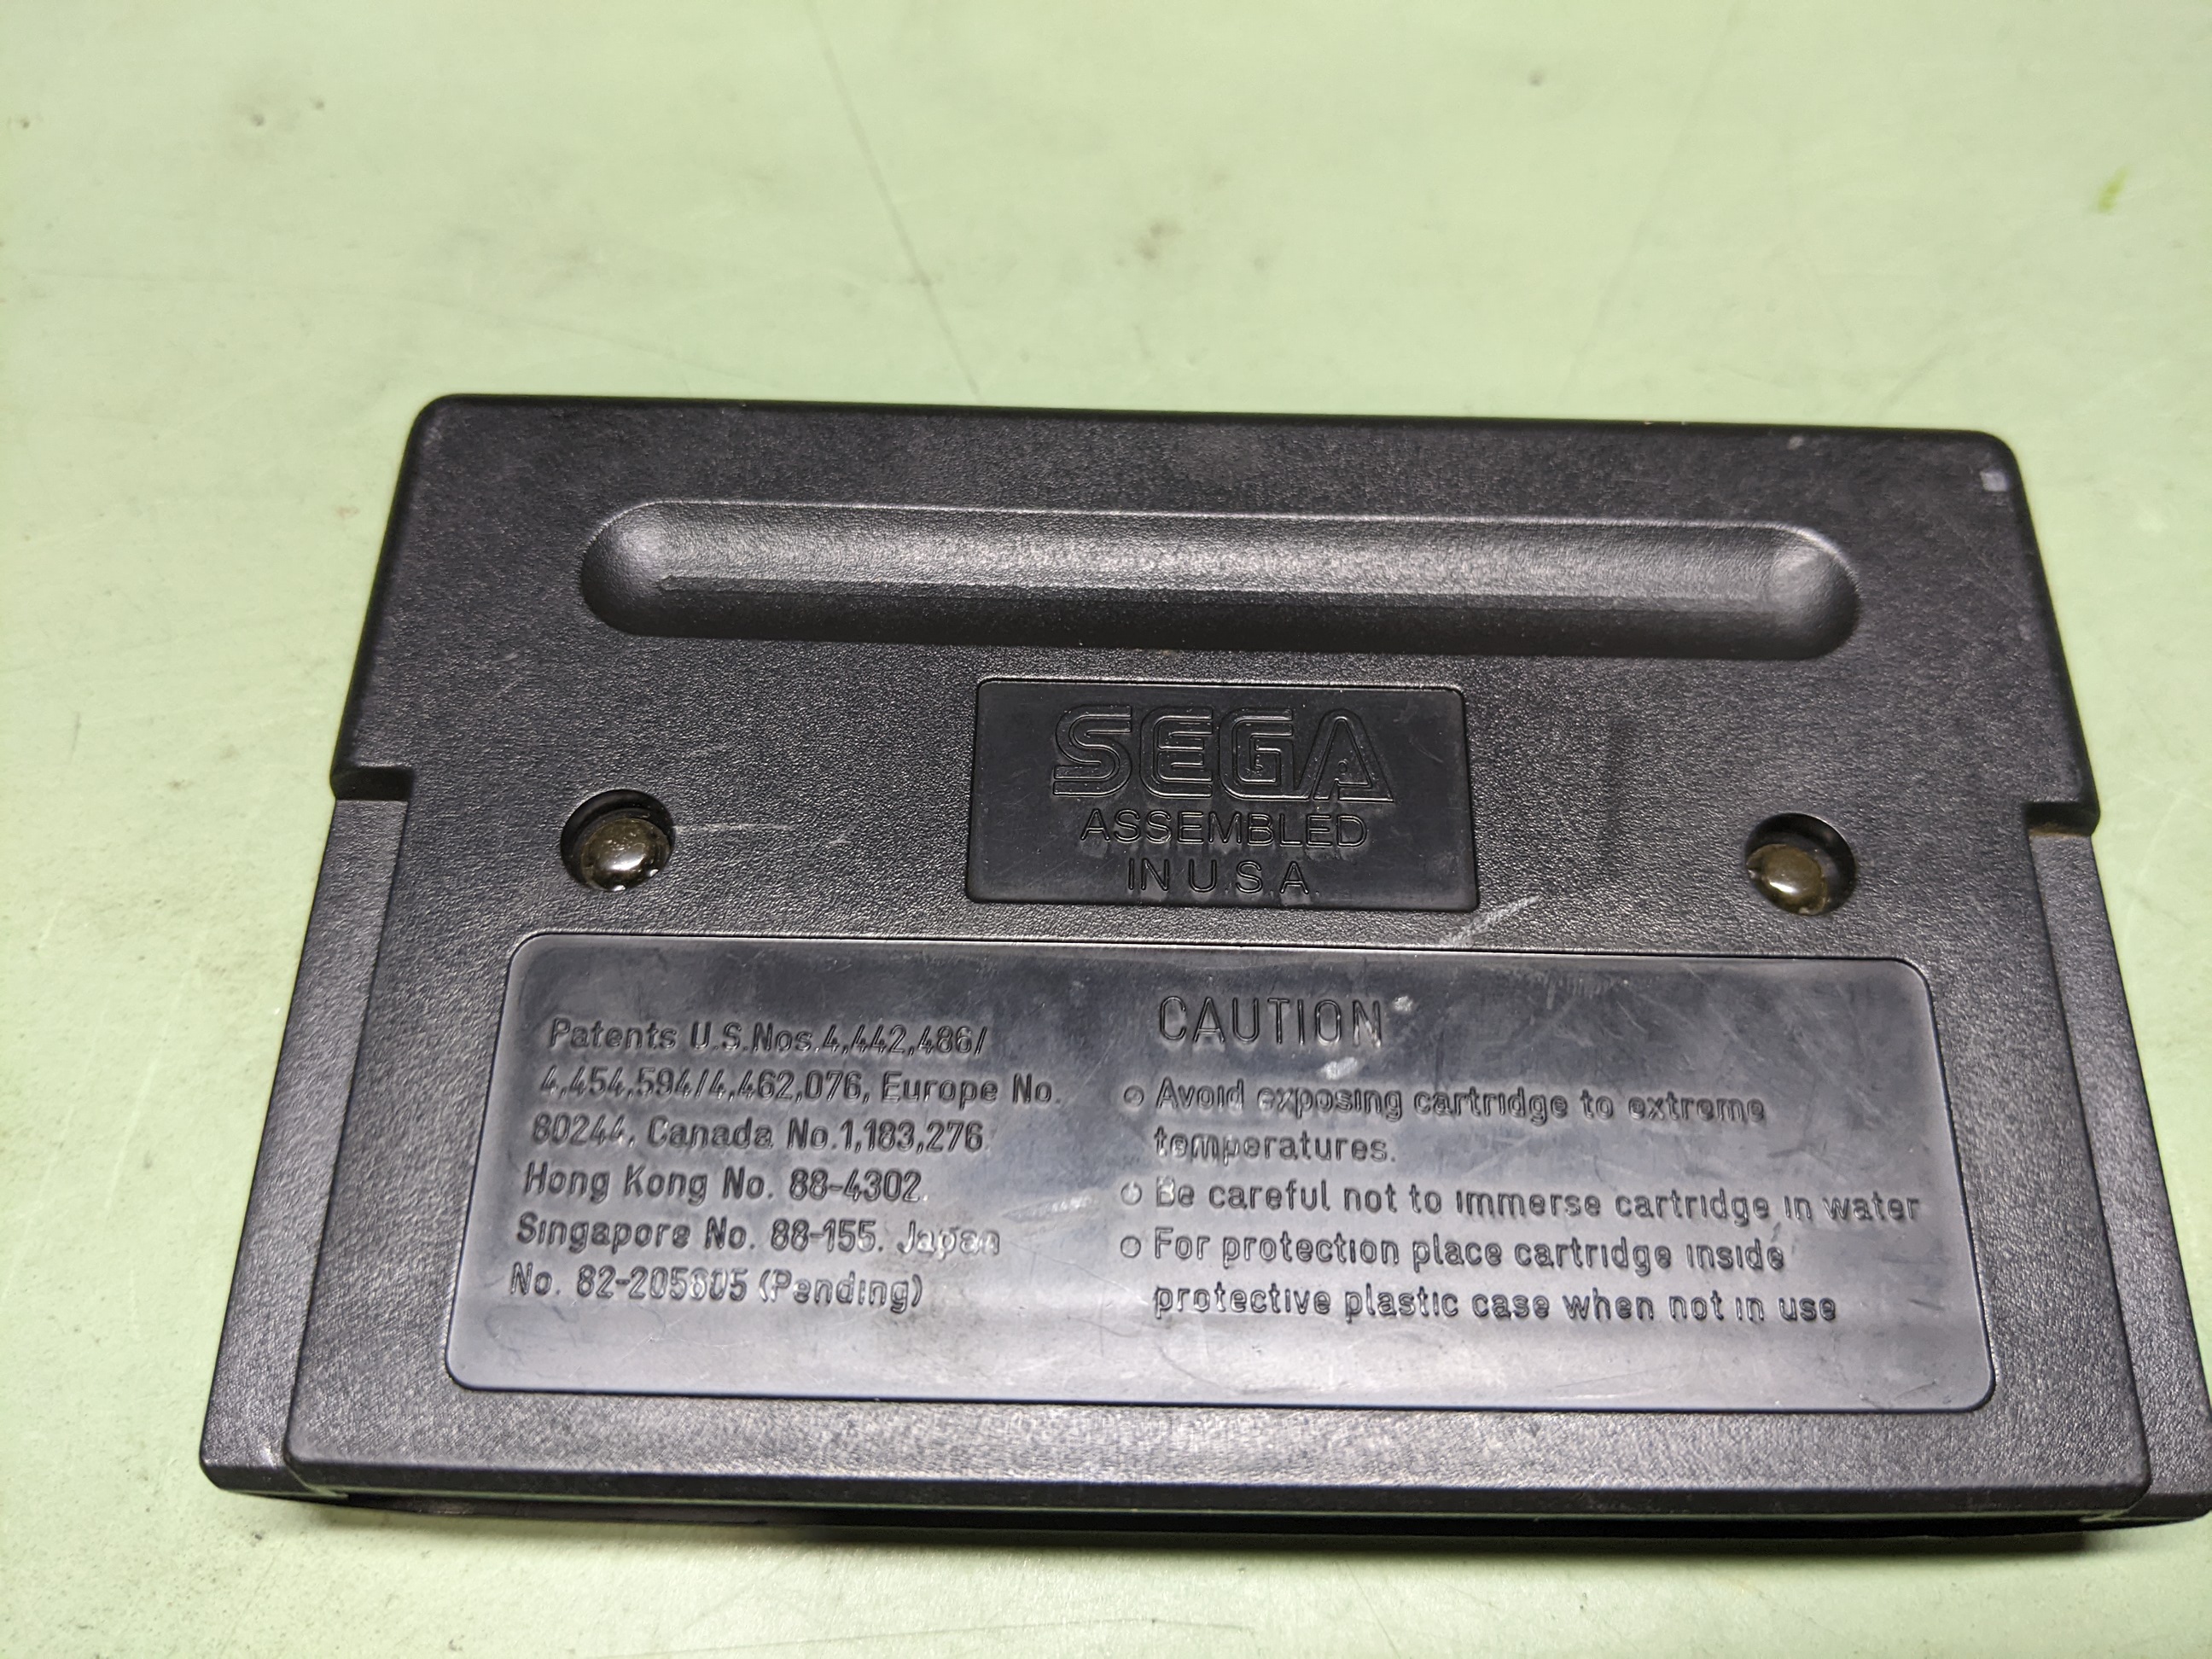 SEGA
ASSEMBLED
IN U.S.A.
Patents U.S.Nos.4,442,486/
4,454,594/4,462,076, Europe No.
80244, Canada No.1,183,276
Hong Kong No. 88-4302
Singapore No. 88-155. Japan
No. 82-205605 (Pending)
CAUTION
○ Avoid exposing cartridge to extreme
temperatures.
○ Be careful not to immerse cartridge in water
○ For protection place cartridge inside
protective plastic case when not in use